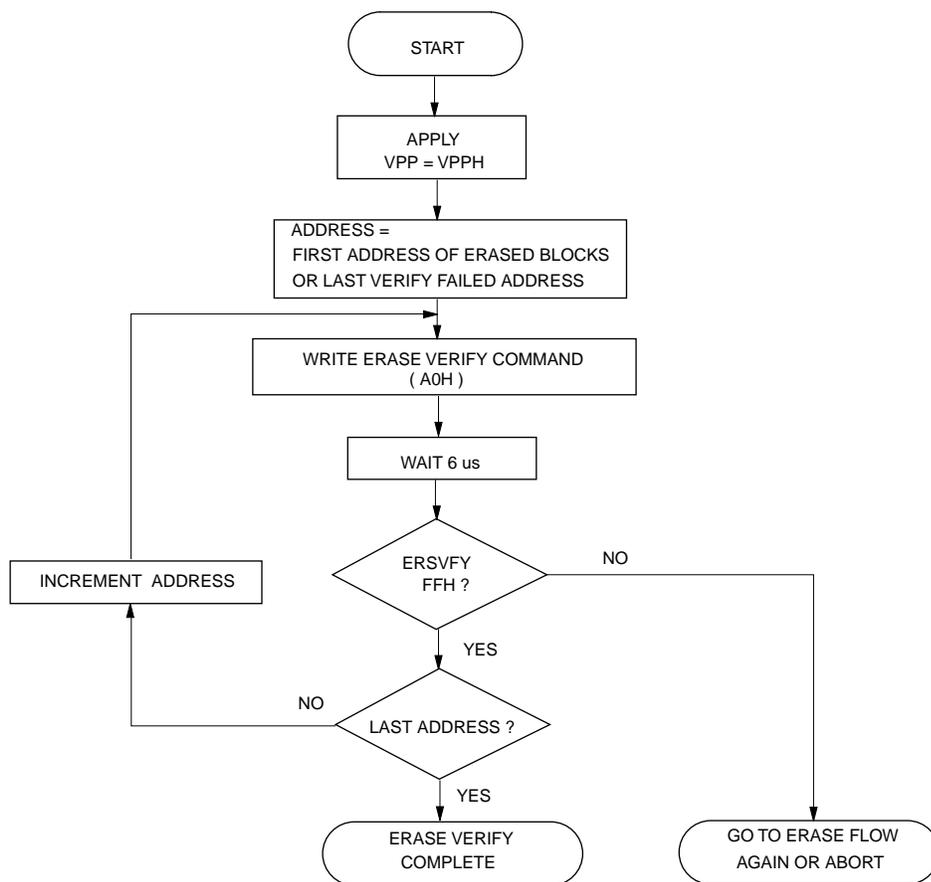 START
APPLY
VPP = VPPH
ADDRESS =
FIRST ADDRESS OF ERASED BLOCKS
OR LAST VERIFY FAILED ADDRESS
WRITE ERASE VERIFY COMMAND
( A0H )
WAIT 6 us
ERSVFY
FFH ?
NO
INCREMENT ADDRESS
YES
NO
LAST ADDRESS ?
YES
ERASE VERIFY
COMPLETE
GO TO ERASE FLOW
AGAIN OR ABORT